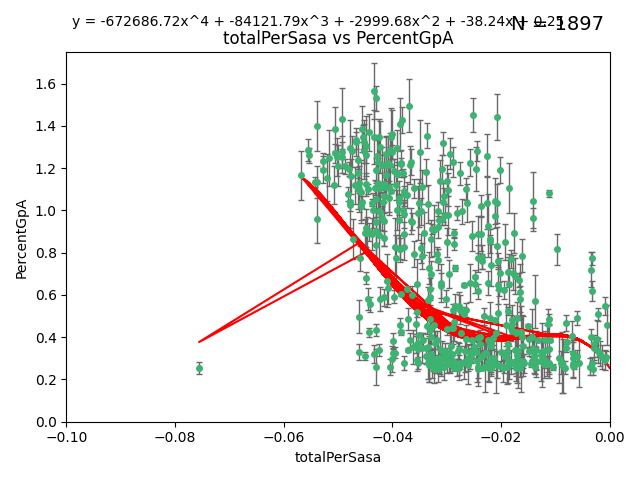 y = -672686.72x^4 + -84121.79x^3 + -2999.68x^2 + -38.24x + 0.25
N = 1897
totalPerSasa vs PercentGpA
1.6
1.4
1.2
1.0
0.8
0.6
0.4
0.2
0.0
PercentGpA
−0.10 −0.08 −0.06 −0.04 −0.02 0.00
totalPerSasa